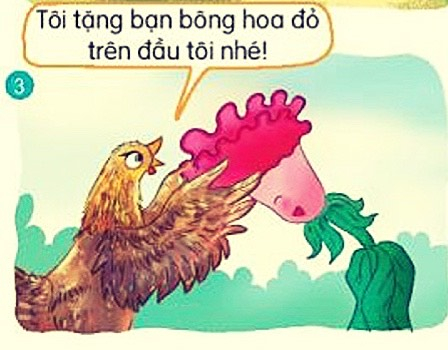 Tôi tặng bạn bông hoa đỏ
trên đầu tôi nhé!
3